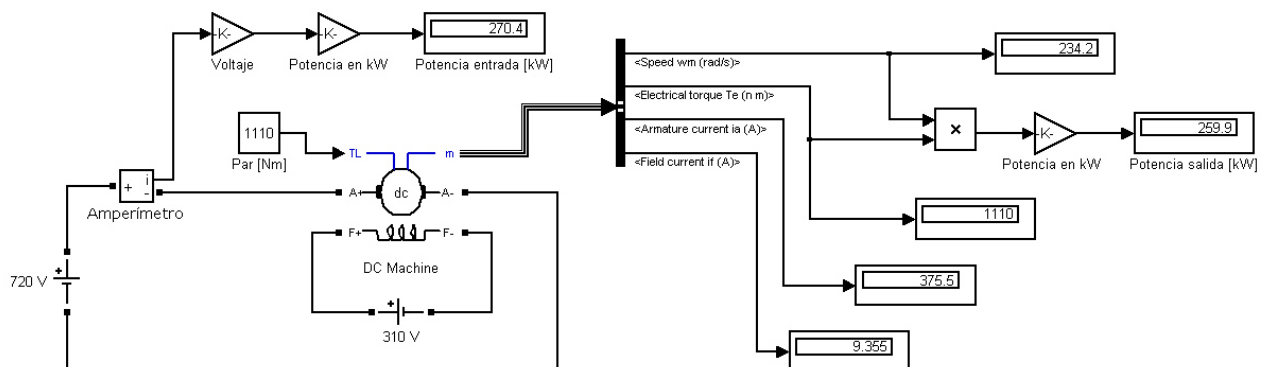 -K-
-K-
270.4
Voltaje
Potencia en kW
Potencia entrada [kW]
<Speed wm (rad/s)>
234.2
<Electrical torque Te (n m)>
1110
Par [Nm]
TL
m
<Armature current ia (A)>
×
-K-
259.9
<Field current if (A)>
Potencia en kW
Potencia salida [kW]
+
i
-
Amperímetro
A+
dc
A-
1110
F+
F-
DC Machine
720 V
+
375.5
+
310 V
9.355